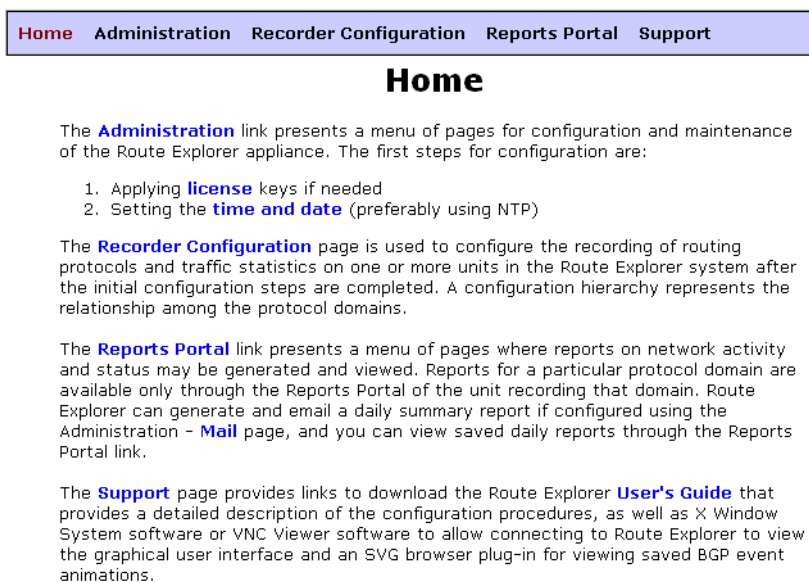 Home Administration Recorder Configuration Reports Portal Support
Home
The Administration link presents a menu of pages for configuration and maintenance
of the Route Explorer appliance. The first steps for configuration are:
1. Applying license keys if needed
2. Setting the time and date (preferably using NTP)
The Recorder Configuration page is used to configure the recording of routing
protocols and traffic statistics on one or more units in the Route Explorer system after
the initial configuration steps are completed. A configuration hierarchy represents the
relationship among the protocol domains.
The Reports Portal link presents a menu of pages where reports on network activity
and status may be generated and viewed. Reports for a particular protocol domain are
available only through the Reports Portal of the unit recording that domain. Route
Explorer can generate and email a daily summary report if configured using the
Administration - Mail page, and you can view saved daily reports through the Reports
Portal link.
The Support page provides links to download the Route Explorer User's Guide that
provides a detailed description of the configuration procedures, as well as X Window
System software or VNC Viewer software to allow connecting to Route Explorer to view
the graphical user interface and an SVG browser plug-in for viewing saved BGP event
animations.